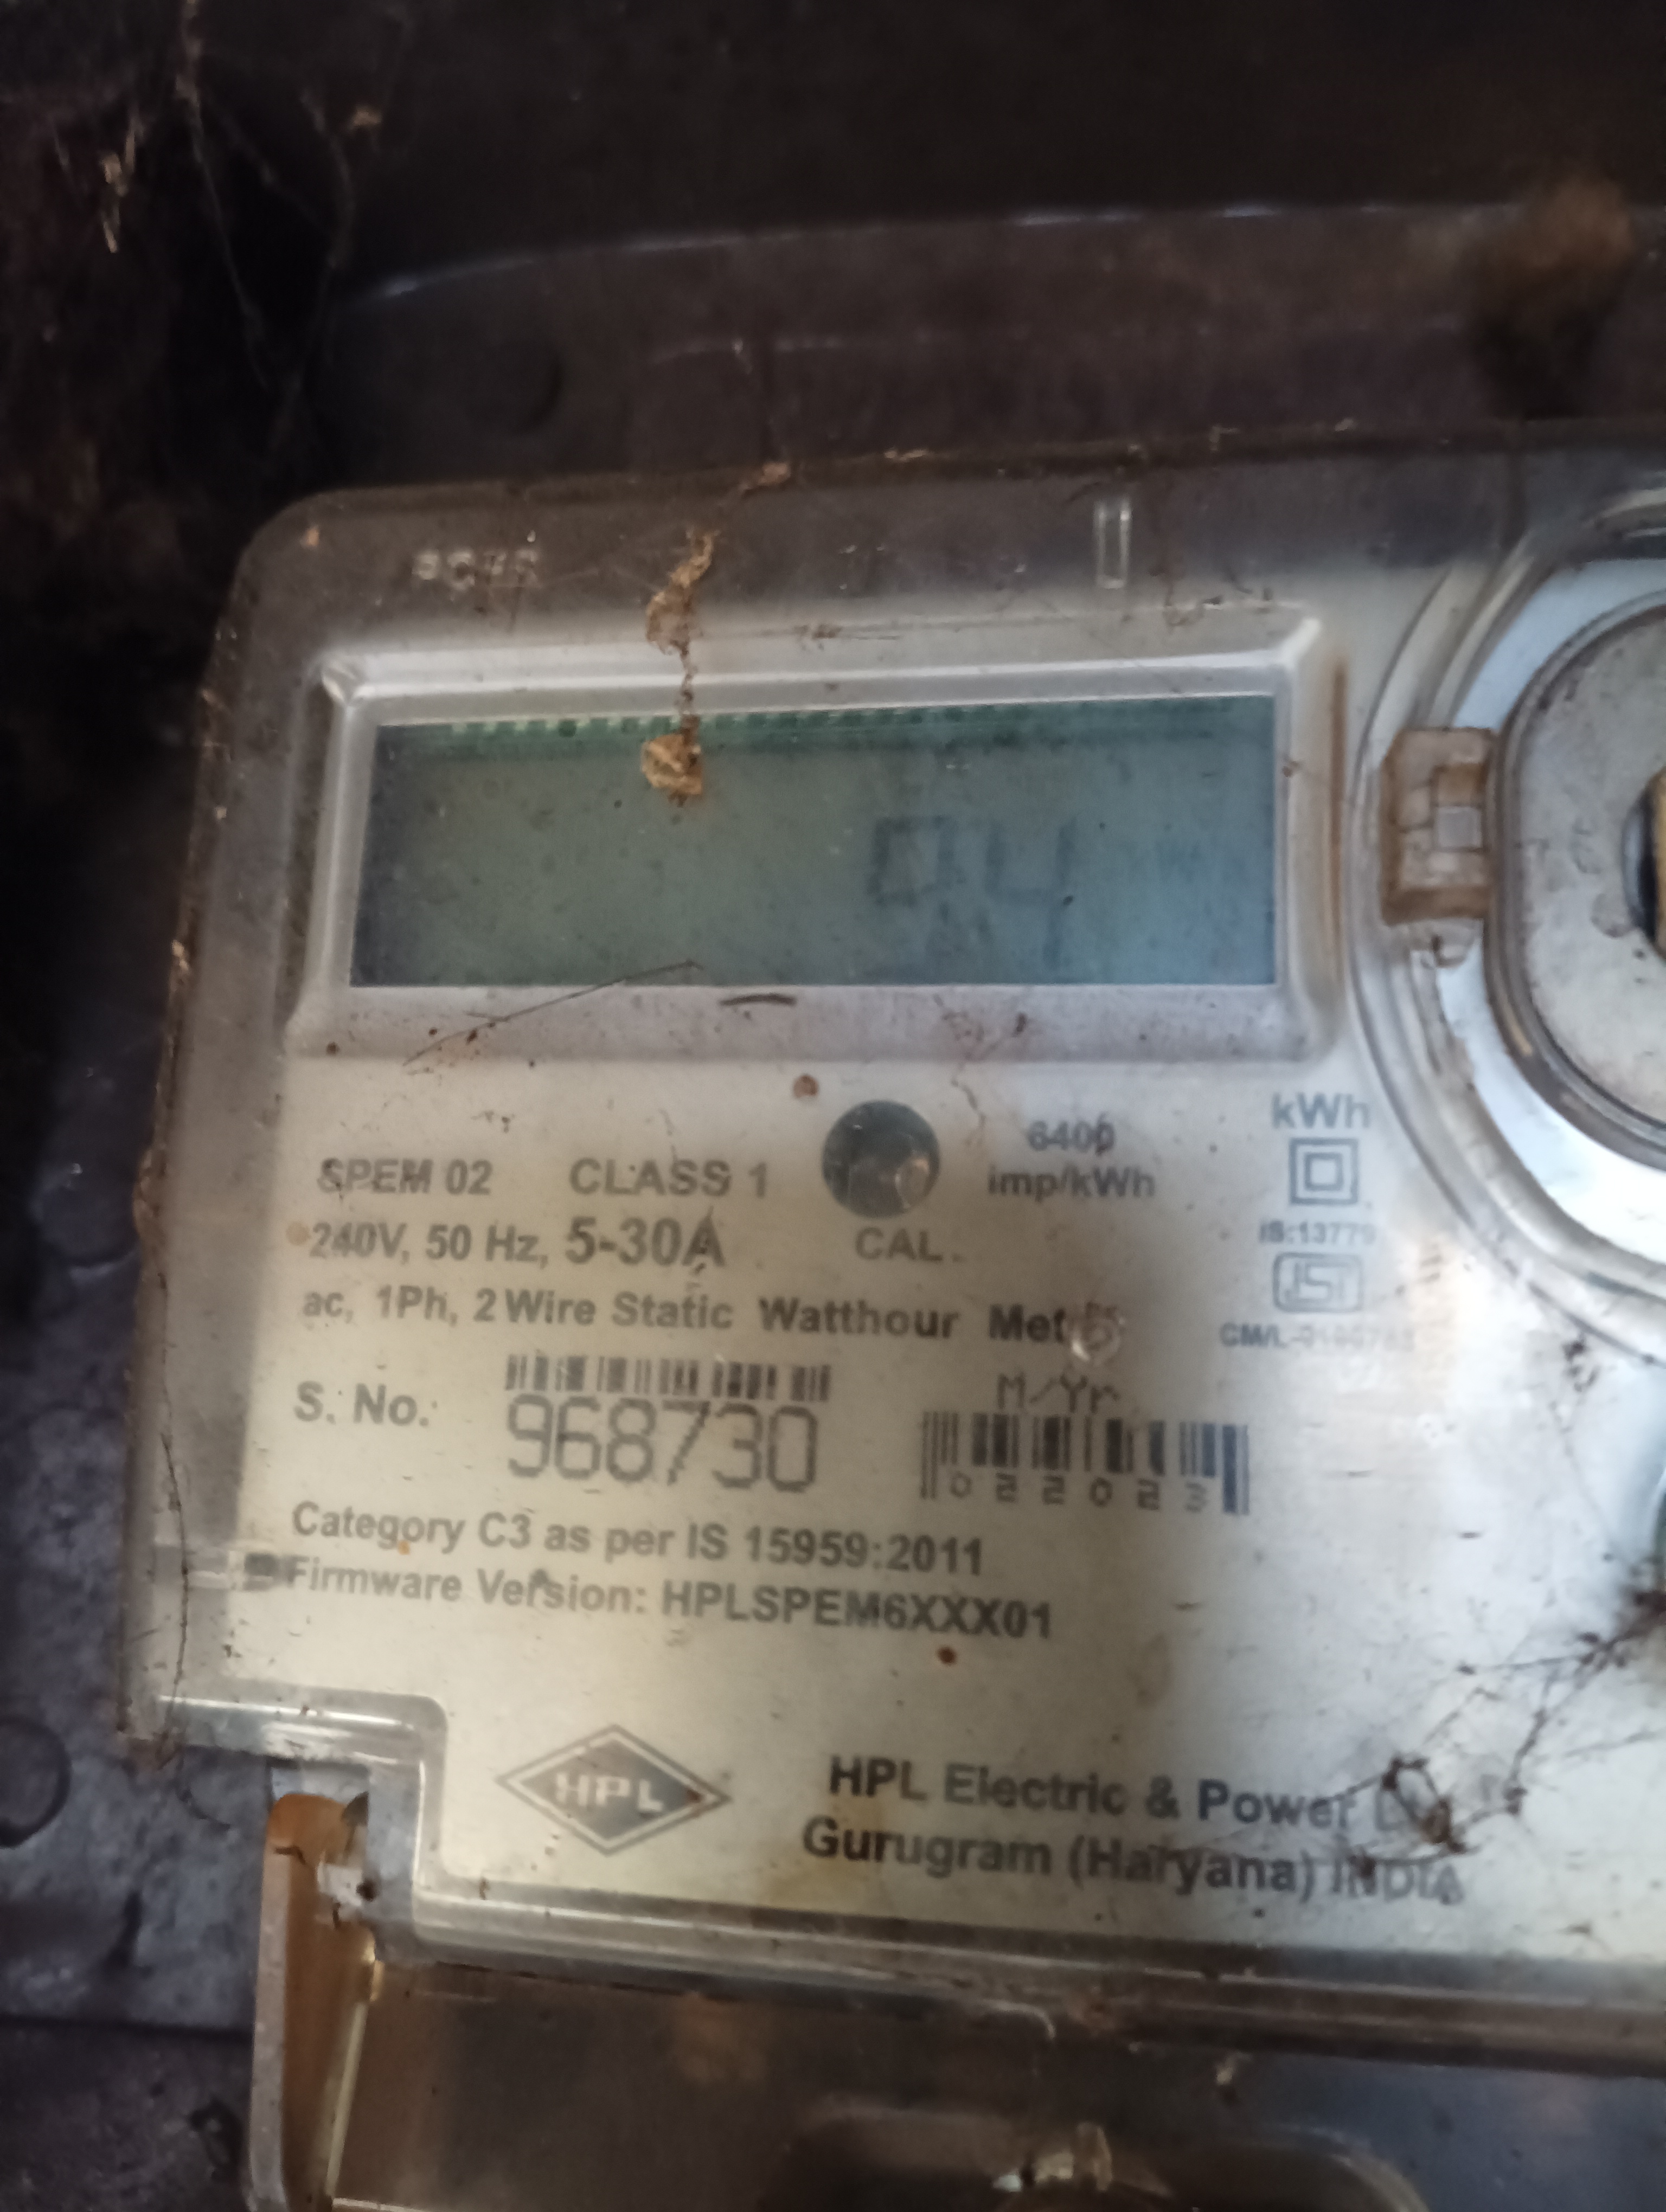 94
kWh
6400
imp/kWh
SPEM 02 CLASS 1
CAL.
240V, 50 Hz, 5-30A
IS:13779
ISI
ac, 1Ph, 2 Wire Static Watthour
M/Yr
S. No.:
968730
022023
Category C3 as per IS 15959:2011
Firmware Version: HPLSPEM6XXX01
HPL
HPL Electric & Power
Gurugram (Haryana) INDIA